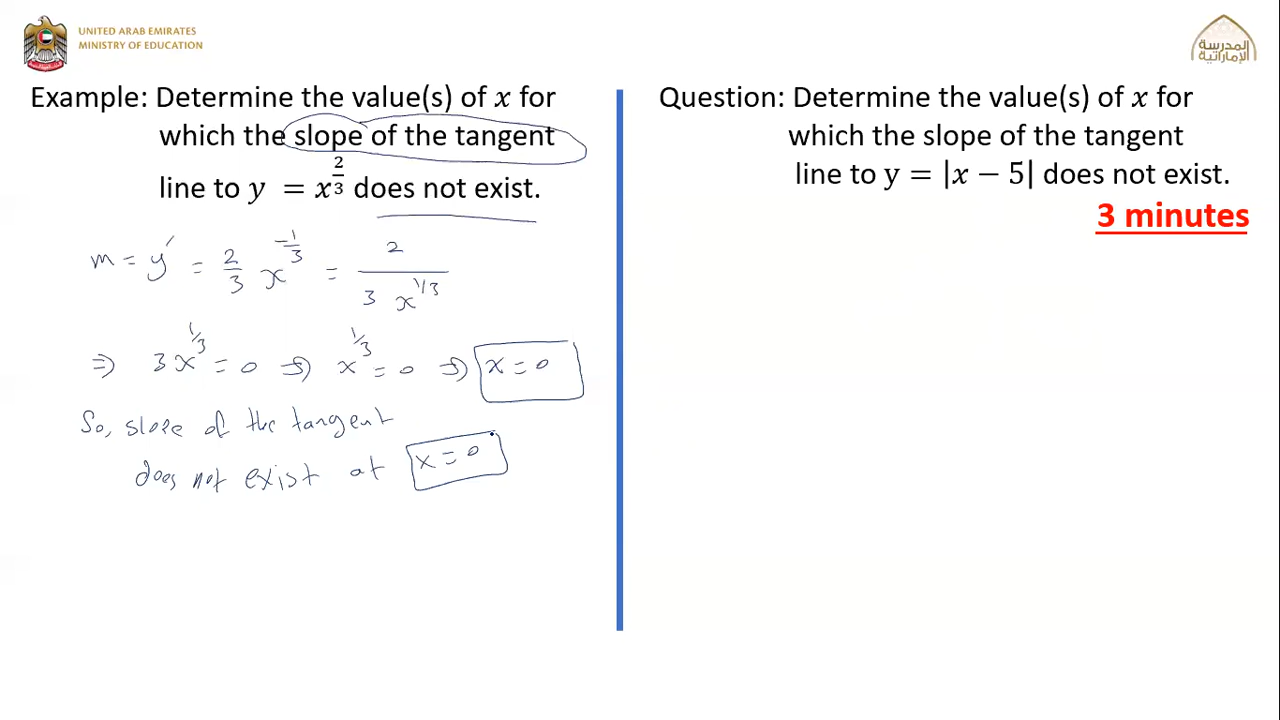 UNITED ARAB EMIRATES
MINISTRY OF EDUCATION
المدرسة
الإماراتية
Example: Determine the value(s) of x for
which the slope of the tangent
line to y = x^(2/3) does not exist.
m = y′ = 2/3 x^(-1/3) = 2/(3 x^(1/3))
⇒ 3x^(1/3) = 0 ⇒ x^(1/3) = 0 ⇒ x = 0
So, slope of the tangent
does not exist at x = 0
Question: Determine the value(s) of x for
which the slope of the tangent
line to y = |x − 5| does not exist.
3 minutes